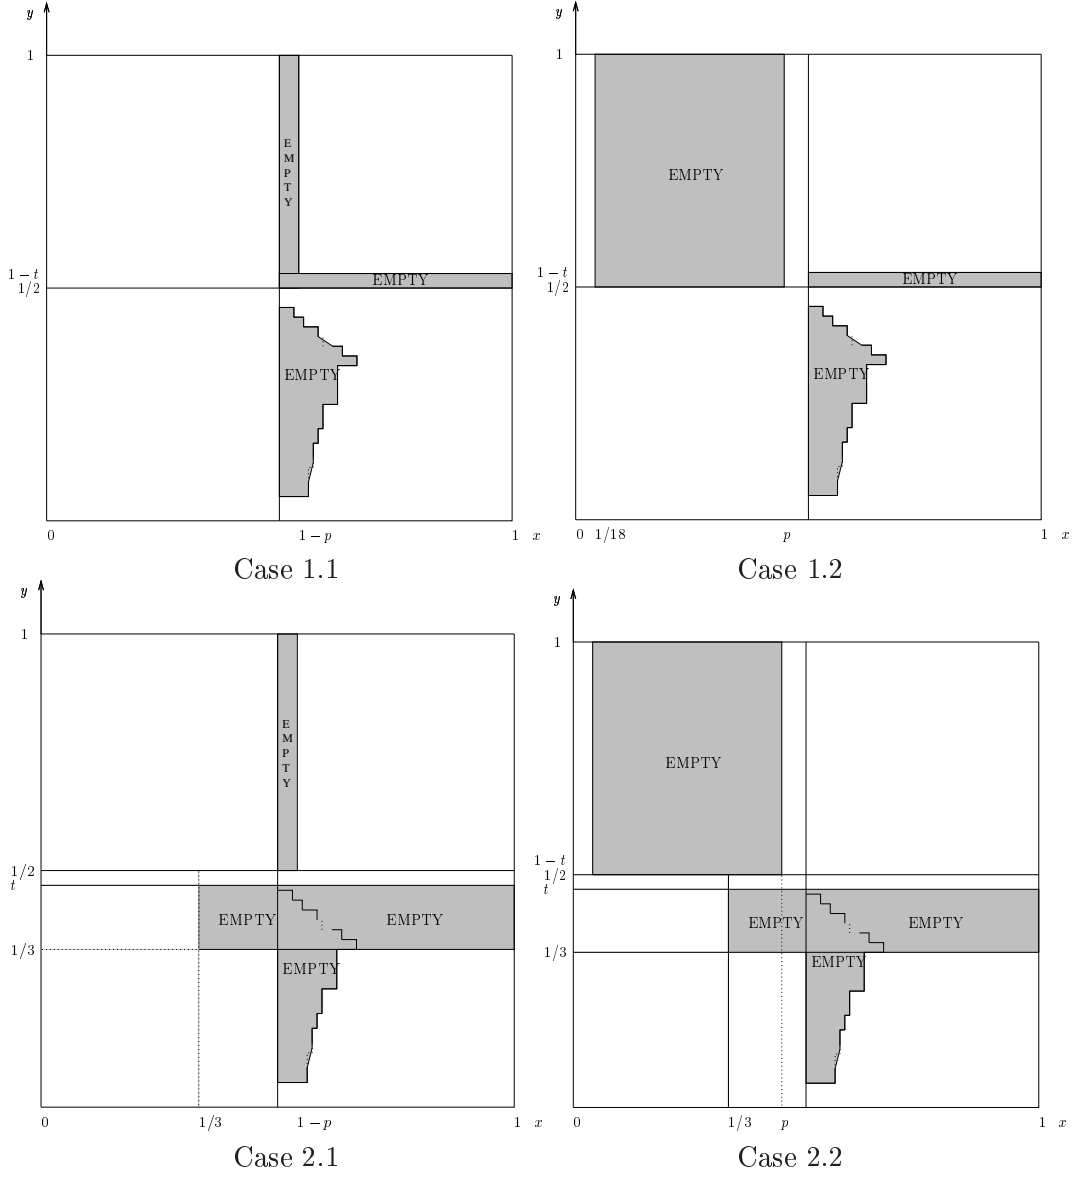 y
1
E
M
P
T
Y
1 − t
EMPTY
1/2
EMPTY
0
1 − p
1
x
Case 1.1
y
1
EMPTY
1 − t
EMPTY
1/2
EMPTY
0
1/18
p
1
x
Case 1.2
y
1
E
M
P
T
Y
1/2
t
EMPTY
EMPTY
1/3
EMPTY
0
1/3
1 − p
1
x
Case 2.1
y
1
EMPTY
1 − t
1/2
t
EMPTY
EMPTY
1/3
EMPTY
0
1/3
p
1
x
Case 2.2